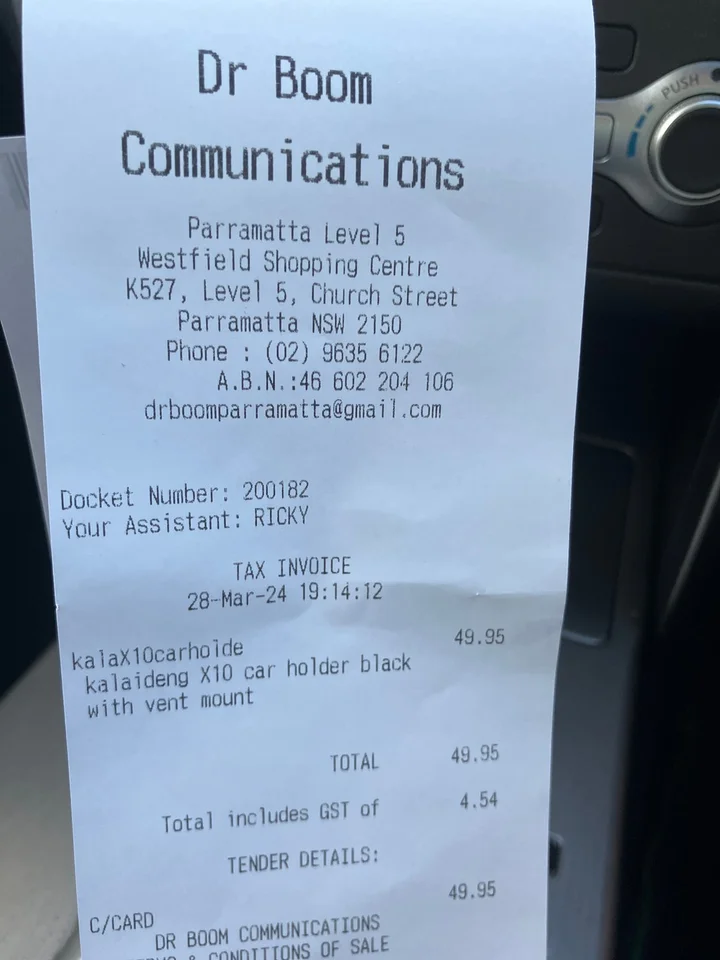 Dr Boom
Communications
Parramatta Level 5
Westfield Shopping Centre
K527, Level 5, Church Street
Parramatta NSW 2150
Phone : (02) 9635 6122
A.B.N.:46 602 204 106
drboomparramatta@gmail.com
Docket Number: 200182
Your Assistant: RICKY
TAX INVOICE
28-Mar-24 19:14:12
kalaX10carholde 49.95
kalaideng X10 car holder black
with vent mount
TOTAL 49.95
Total includes GST of 4.54
TENDER DETAILS:
C/CARD 49.95
DR BOOM COMMUNICATIONS
& CONDITIONS OF SALE
PUSH